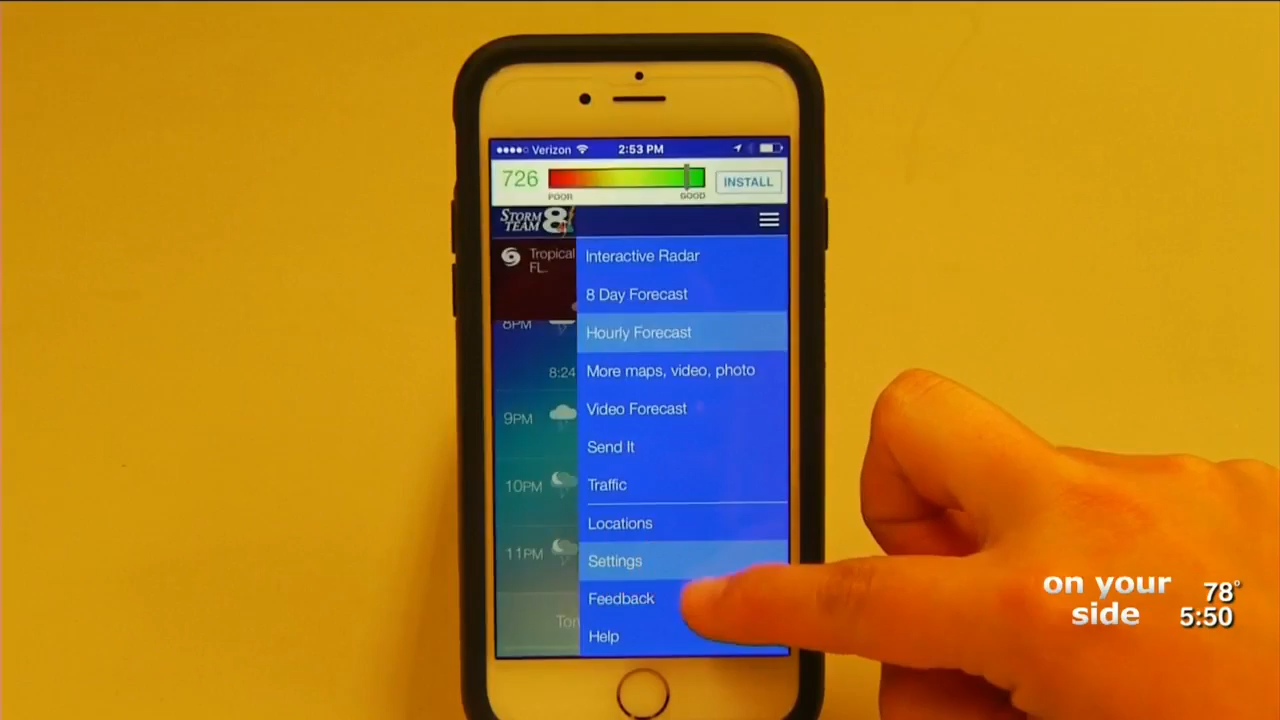 Verizon
2:53 PM
726
POOR
GOOD
INSTALL
STORM
TEAM 8
Tropical
FL.
8PM
8:24
9PM
10PM
11PM
Tom
Interactive Radar
8 Day Forecast
Hourly Forecast
More maps, video, photo
Video Forecast
Send It
Traffic
Locations
Settings
Feedback
Help
on your
side
78°
5:50